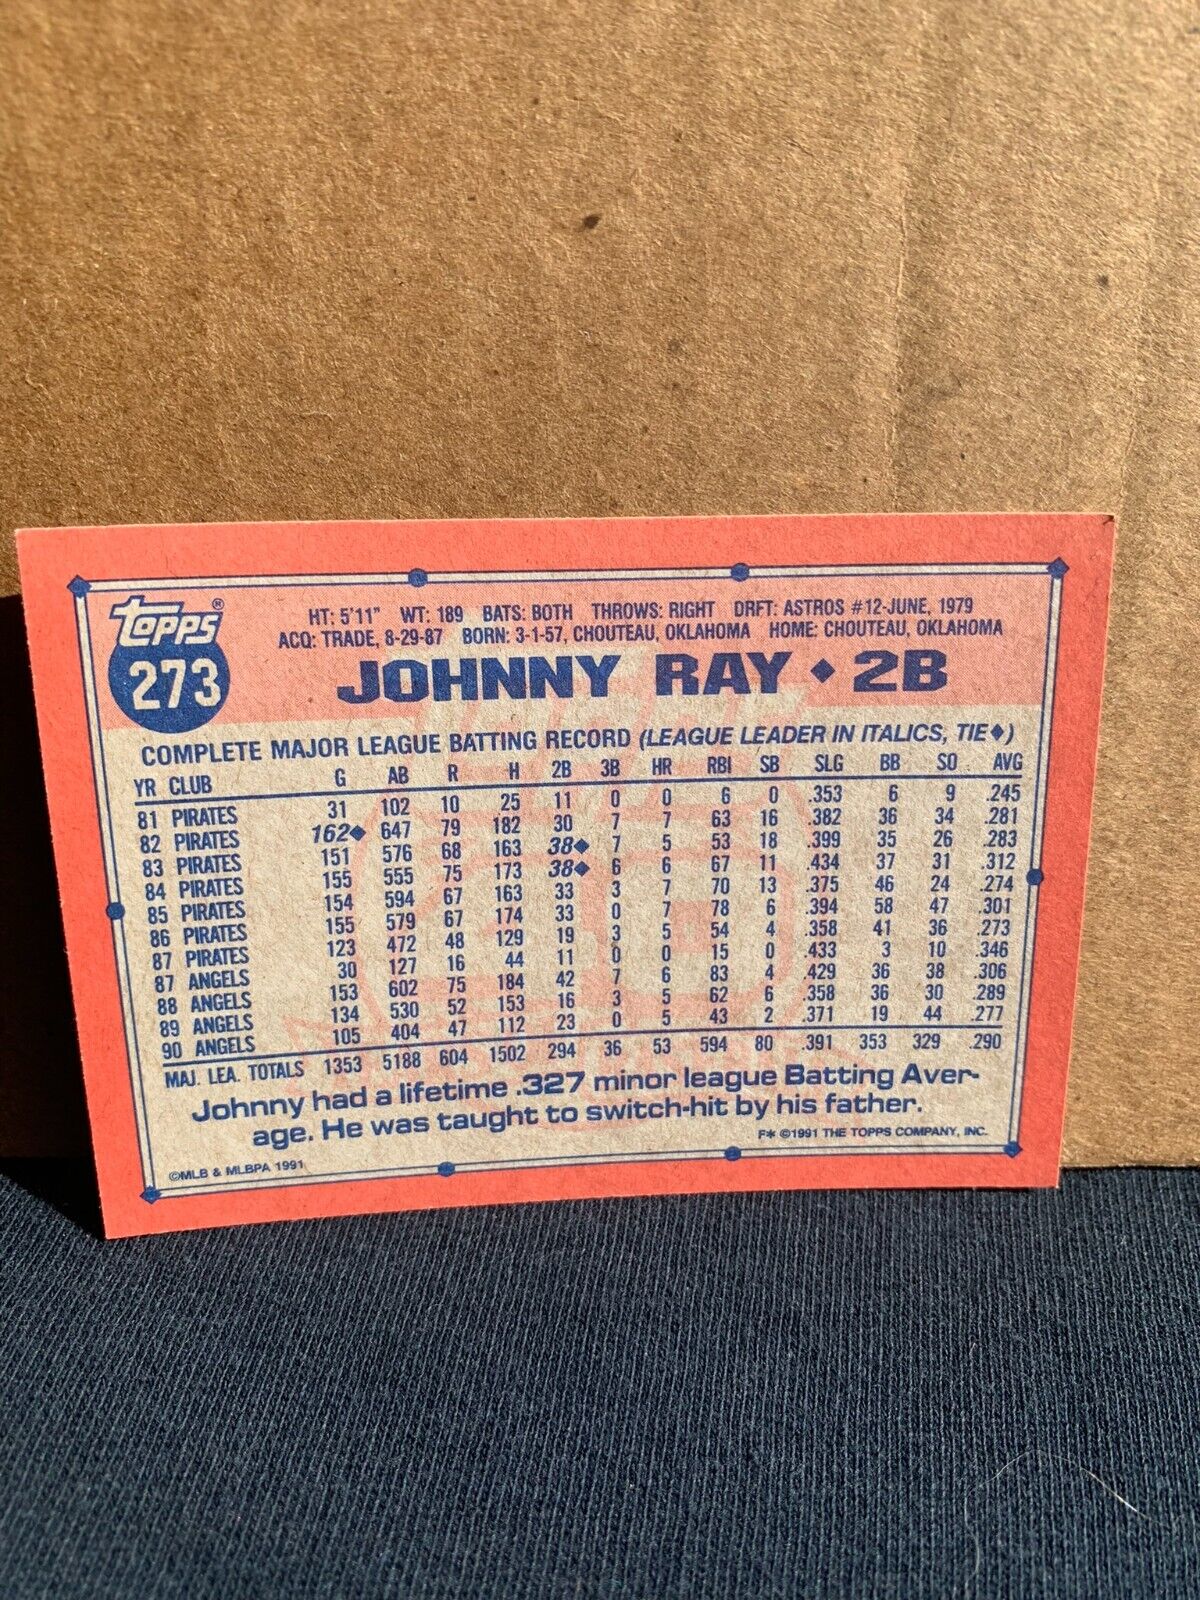 Topps®
273
HT: 5'11" WT: 189 BATS: BOTH THROWS: RIGHT DRFT: ASTROS #12-JUNE, 1979
ACQ: TRADE, 8-29-87 BORN: 3-1-57, CHOUTEAU, OKLAHOMA HOME: CHOUTEAU, OKLAHOMA
JOHNNY RAY ♦ 2B
COMPLETE MAJOR LEAGUE BATTING RECORD (LEAGUE LEADER IN ITALICS, TIE♦)
YR CLUB G AB R H 2B 3B HR RBI SB SLG BB SO AVG
81 PIRATES 31 102 10 25 11 0 0 6 0 .353 6 9 .245
82 PIRATES 162♦ 647 79 182 30 7 7 63 16 .382 36 34 .281
83 PIRATES 151 576 68 163 38♦ 7 5 53 18 .399 35 26 .283
84 PIRATES 155 555 75 173 38♦ 6 6 67 11 .434 37 31 .312
85 PIRATES 154 594 67 163 33 3 7 70 13 .375 46 24 .274
86 PIRATES 155 579 67 174 33 0 7 78 6 .394 58 47 .301
87 PIRATES 123 472 48 129 19 3 5 54 4 .358 41 36 .273
87 ANGELS 30 127 16 44 11 0 0 15 0 .433 3 10 .346
88 ANGELS 153 602 75 184 42 7 6 83 4 .429 36 38 .306
89 ANGELS 134 530 52 153 16 3 5 62 6 .358 36 30 .289
90 ANGELS 105 404 47 112 23 0 5 43 2 .371 19 44 .277
MAJ. LEA. TOTALS 1353 5188 604 1502 294 36 53 594 80 .391 353 329 .290
Johnny had a lifetime .327 minor league Batting Aver-
age. He was taught to switch-hit by his father.
©MLB & MLBPA 1991
F* ©1991 THE TOPPS COMPANY, INC.